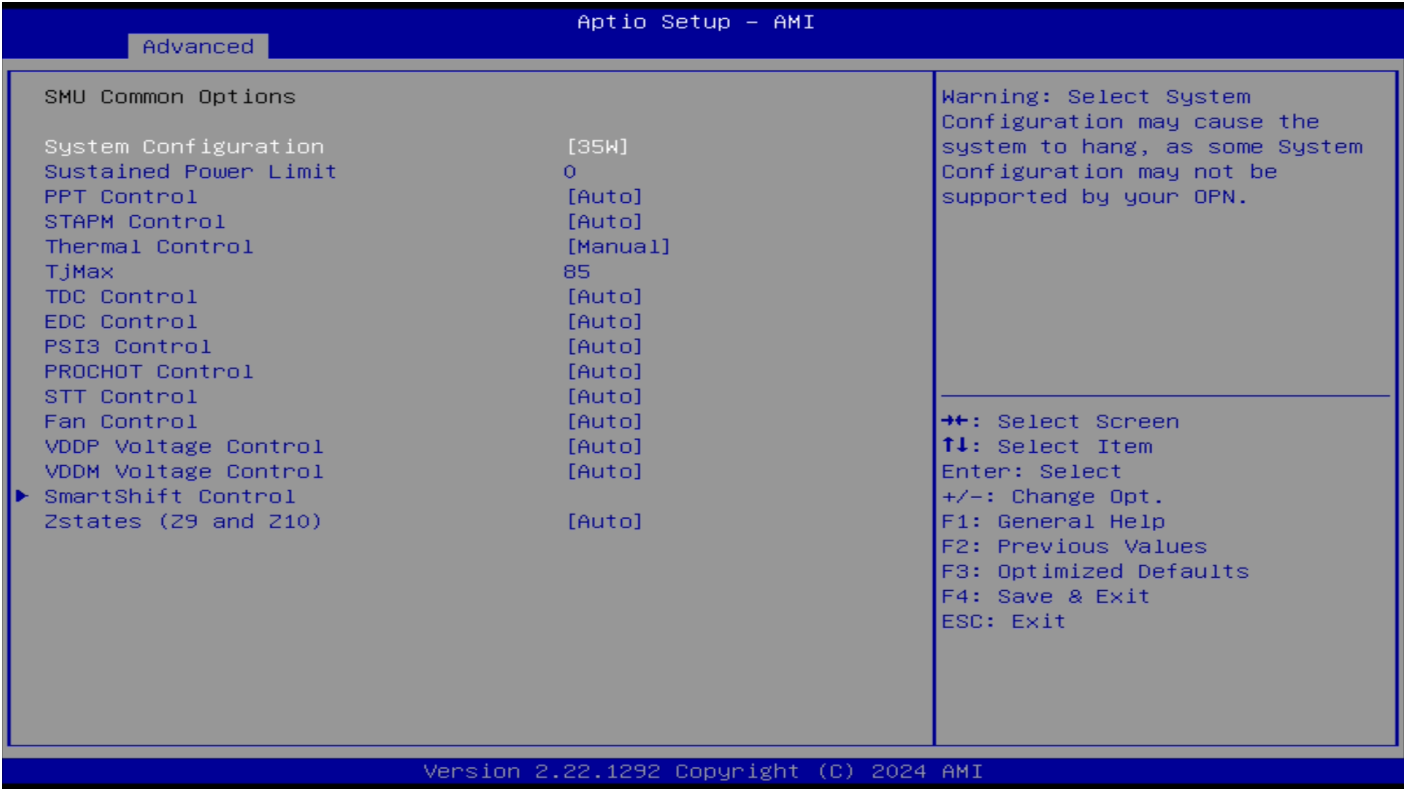 Aptio Setup – AMI
Advanced
SMU Common Options
System Configuration [35W]
Sustained Power Limit 0
PPT Control [Auto]
STAPM Control [Auto]
Thermal Control [Manual]
TjMax 85
TDC Control [Auto]
EDC Control [Auto]
PSI3 Control [Auto]
PROCHOT Control [Auto]
STT Control [Auto]
Fan Control [Auto]
VDDP Voltage Control [Auto]
VDDM Voltage Control [Auto]
▶ SmartShift Control
Zstates (Z9 and Z10) [Auto]
Warning: Select System
Configuration may cause the
system to hang, as some System
Configuration may not be
supported by your OPN.
→←: Select Screen
↑↓: Select Item
Enter: Select
+/-: Change Opt.
F1: General Help
F2: Previous Values
F3: Optimized Defaults
F4: Save & Exit
ESC: Exit
Version 2.22.1292 Copyright (C) 2024 AMI